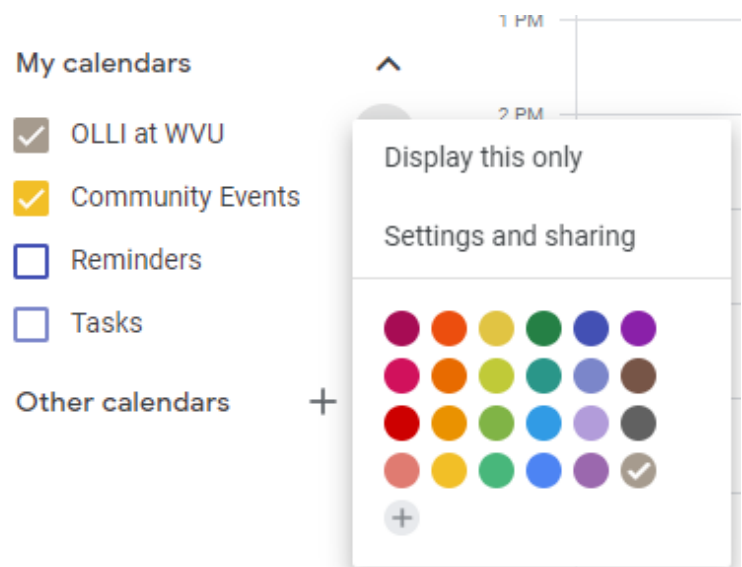 1 PM
My calendars
2 PM
OLLI at WVU
Display this only
Community Events
Settings and sharing
Reminders
Tasks
Other calendars +
+